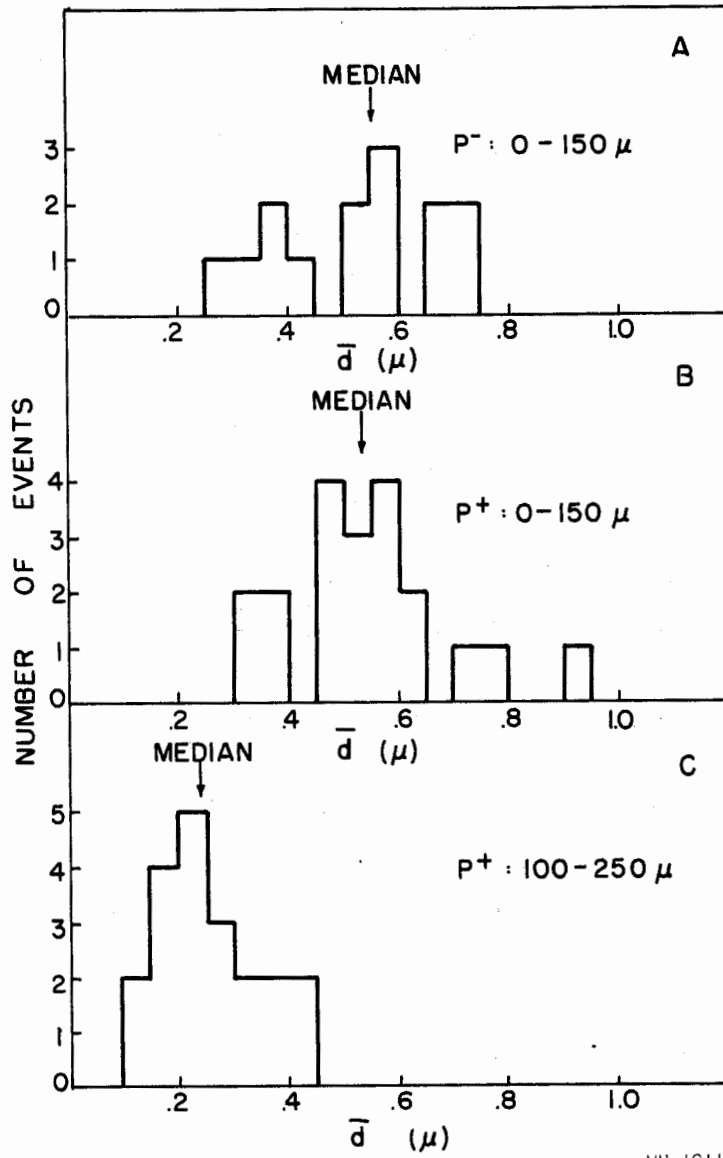 A
MEDIAN
P⁻ : 0 – 150 μ
3
2
1
0
.2 .4 .6 .8 1.0
d̅ (μ)
B
MEDIAN
P⁺ : 0 – 150 μ
4
3
2
1
0
.2 .4 .6 .8 1.0
d̅ (μ)
C
MEDIAN
P⁺ : 100 – 250 μ
5
4
3
2
1
0
.2 .4 .6 .8 1.0
d̅ (μ)
NUMBER OF EVENTS